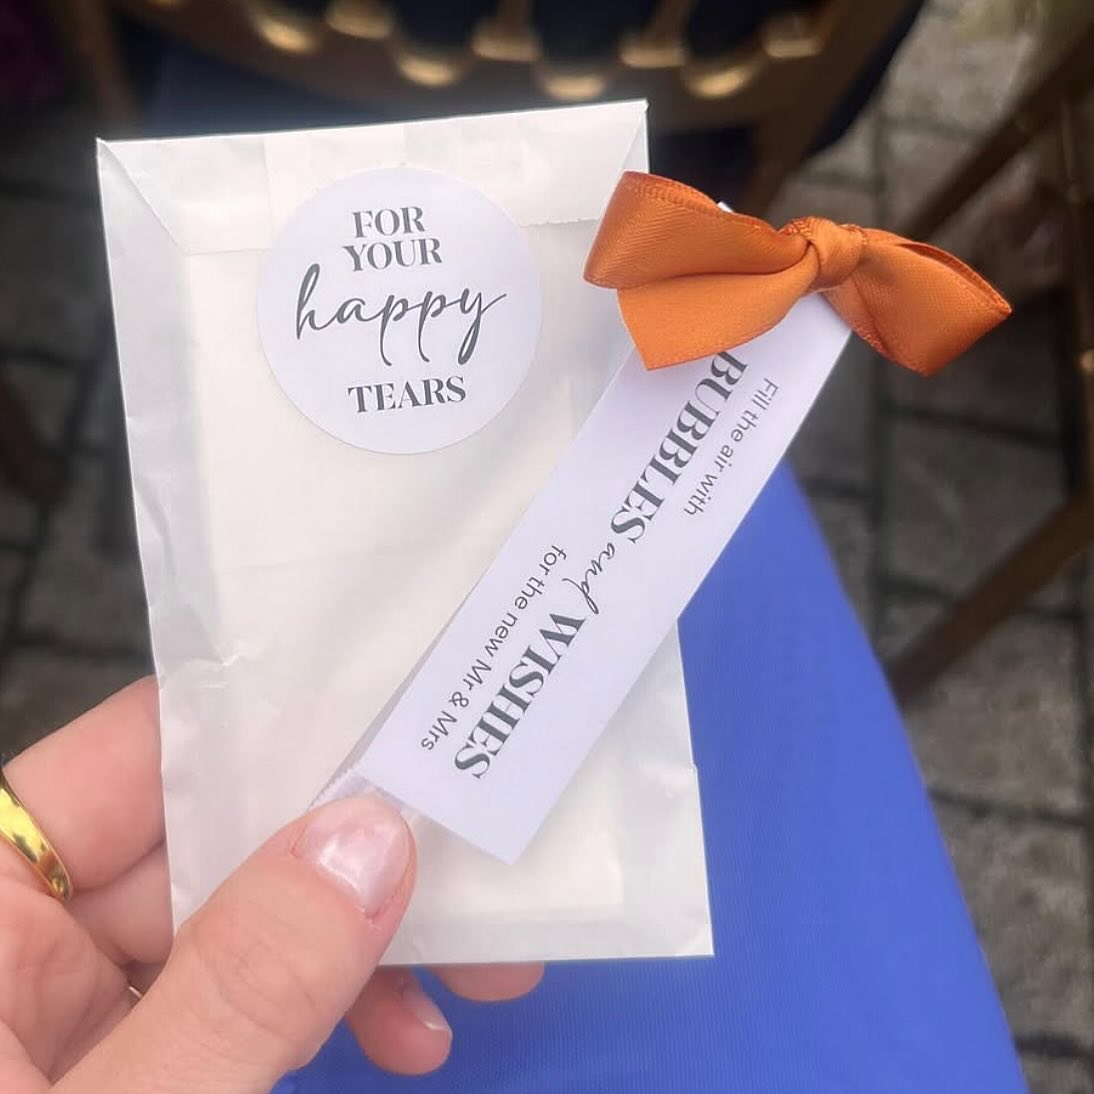 FOR
YOUR
happy
TEARS
Fill the air with
BUBBLES and WISHES
for the new Mr & Mrs